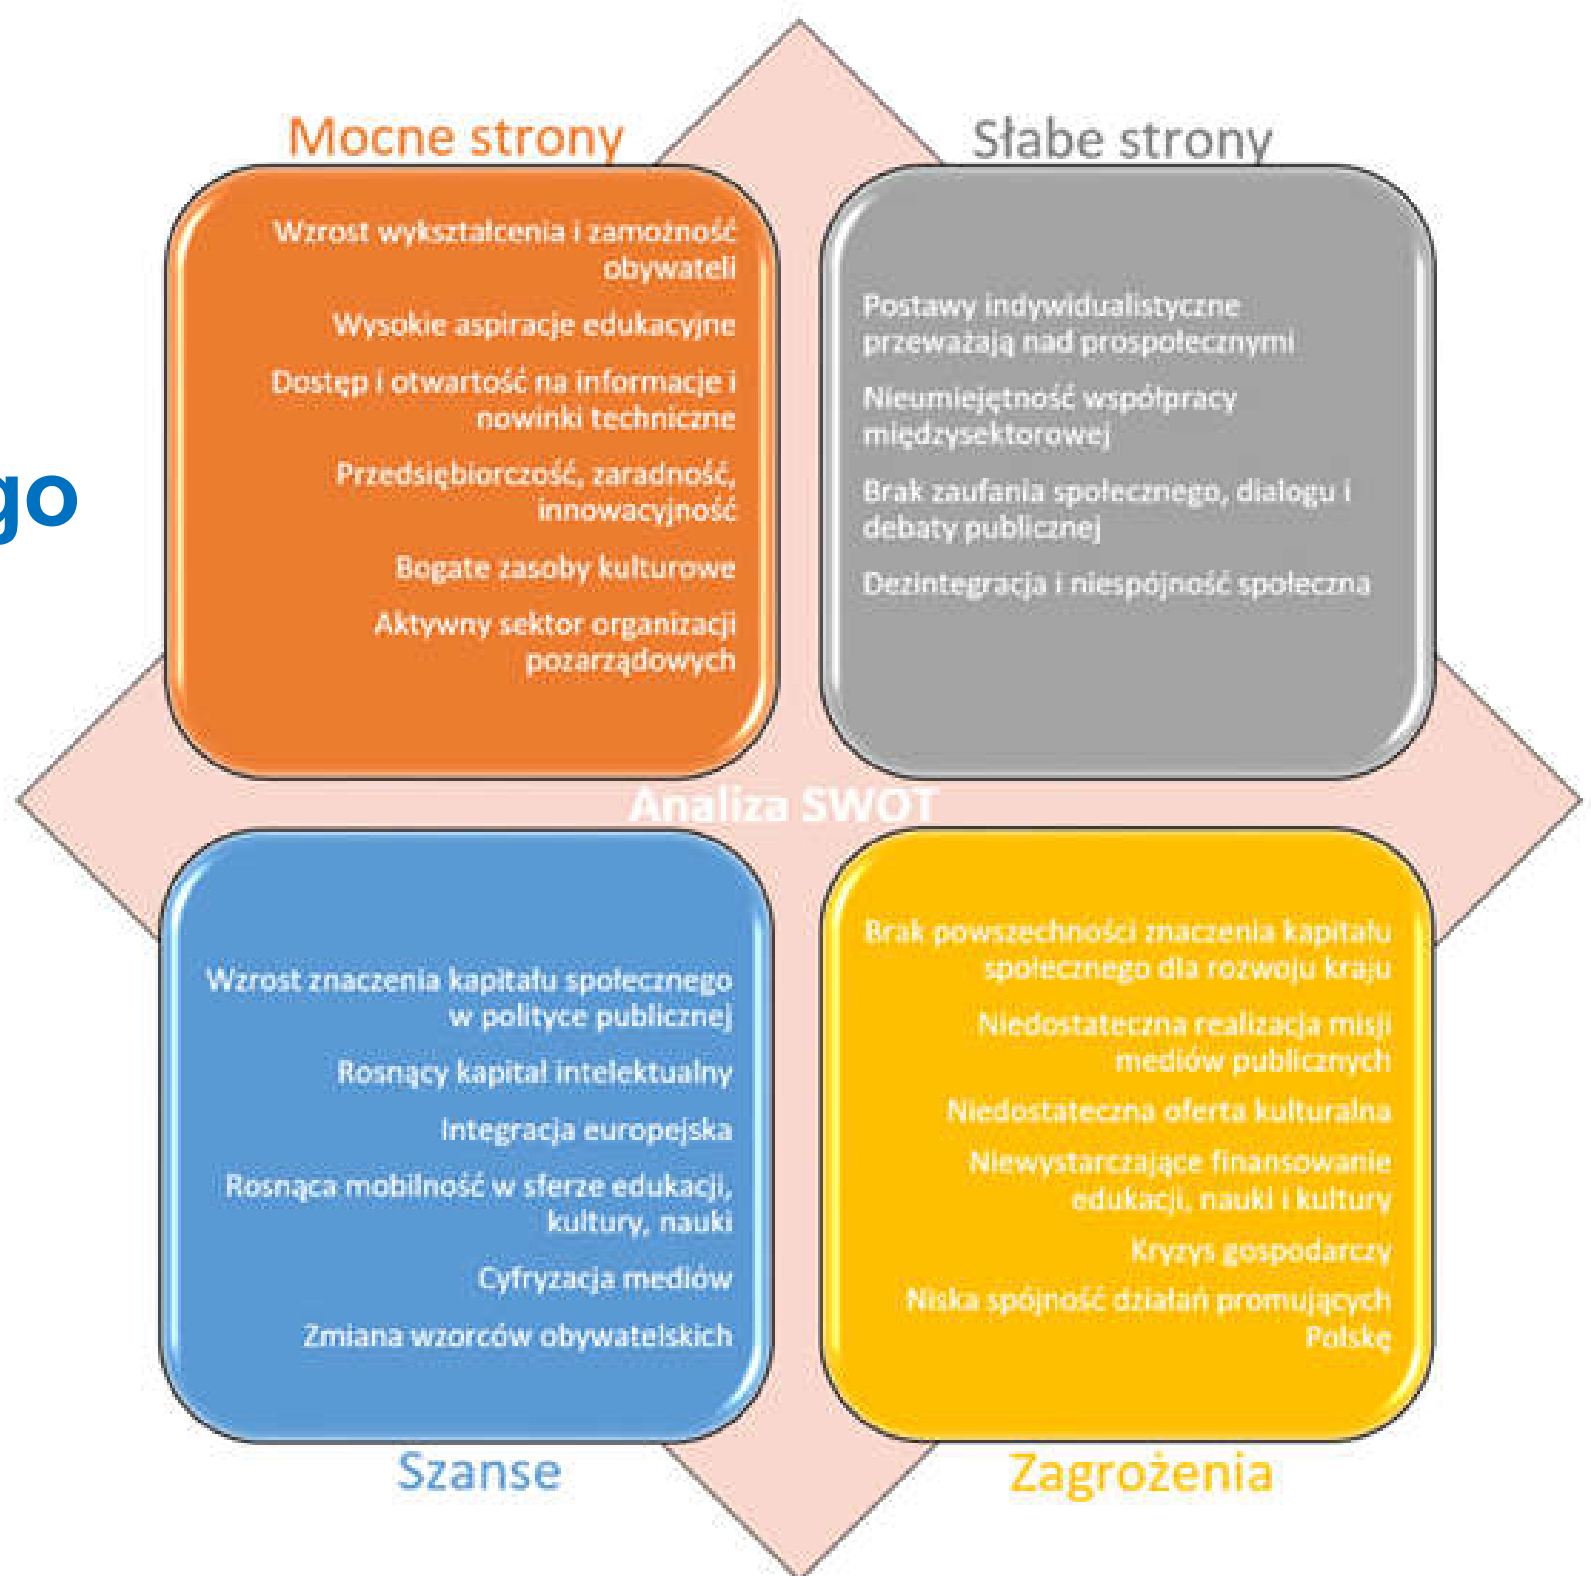 Mocne strony
Wzrost wykształcenia i zamożność
obywateli
Wysokie aspiracje edukacyjne
Dostęp i otwartość na informacje i
nowinki techniczne
Przedsiębiorczość, zaradność,
innowacyjność
Bogate zasoby kulturowe
Aktywny sektor organizacji
pozarządowych
Słabe strony
Postawy indywidualistyczne
przeważają nad prospołecznymi
Nieumiejętność współpracy
międzysektorowej
Brak zaufania społecznego, dialogu i
debaty publicznej
Dezintegracja i niespójność społeczna
go
Analiza SWOT
Wzrost znaczenia kapitału społecznego
w polityce publicznej
Rosnący kapitał intelektualny
Integracja europejska
Rosnąca mobilność w sferze edukacji,
kultury, nauki
Cyfryzacja mediów
Zmiana wzorców obywatelskich
Szanse
Brak powszechności znaczenia kapitału
społecznego dla rozwoju kraju
Niedostateczna realizacja misji
mediów publicznych
Niedostateczna oferta kulturalna
Niewystarczające finansowanie
edukacji, nauki i kultury
Kryzys gospodarczy
Niska spójność działań promujących
Polskę
Zagrożenia